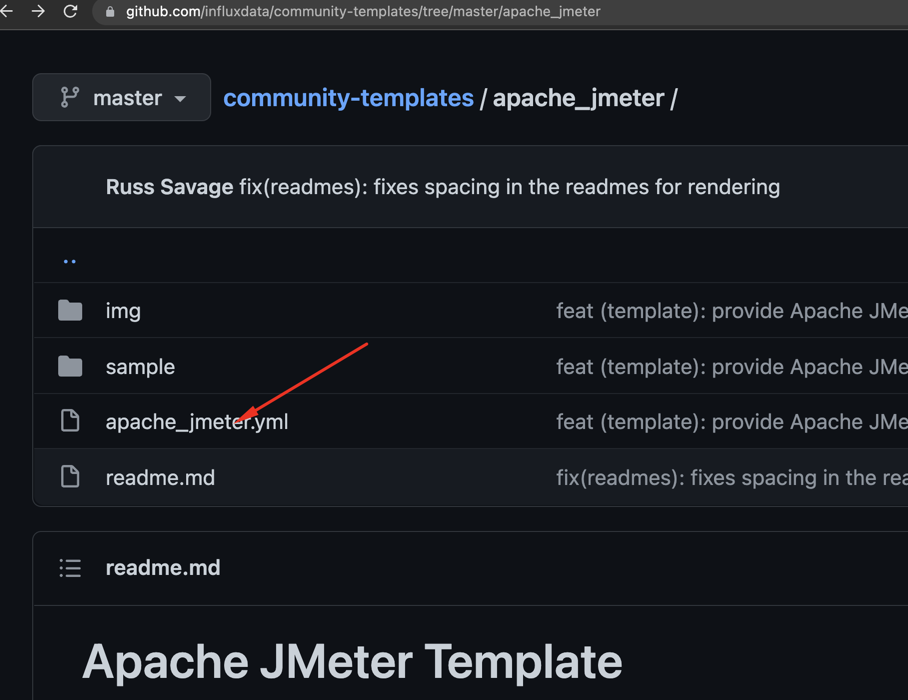 github.com/influxdata/community-templates/tree/master/apache_jmeter
master community-templates / apache_jmeter /
Russ Savage fix(readmes): fixes spacing in the readmes for rendering
..
img feat (template): provide Apache JMe
sample feat (template): provide Apache JMe
apache_jmeter.yml feat (template): provide Apache JMe
readme.md fix(readmes): fixes spacing in the rea
readme.md
Apache JMeter Template